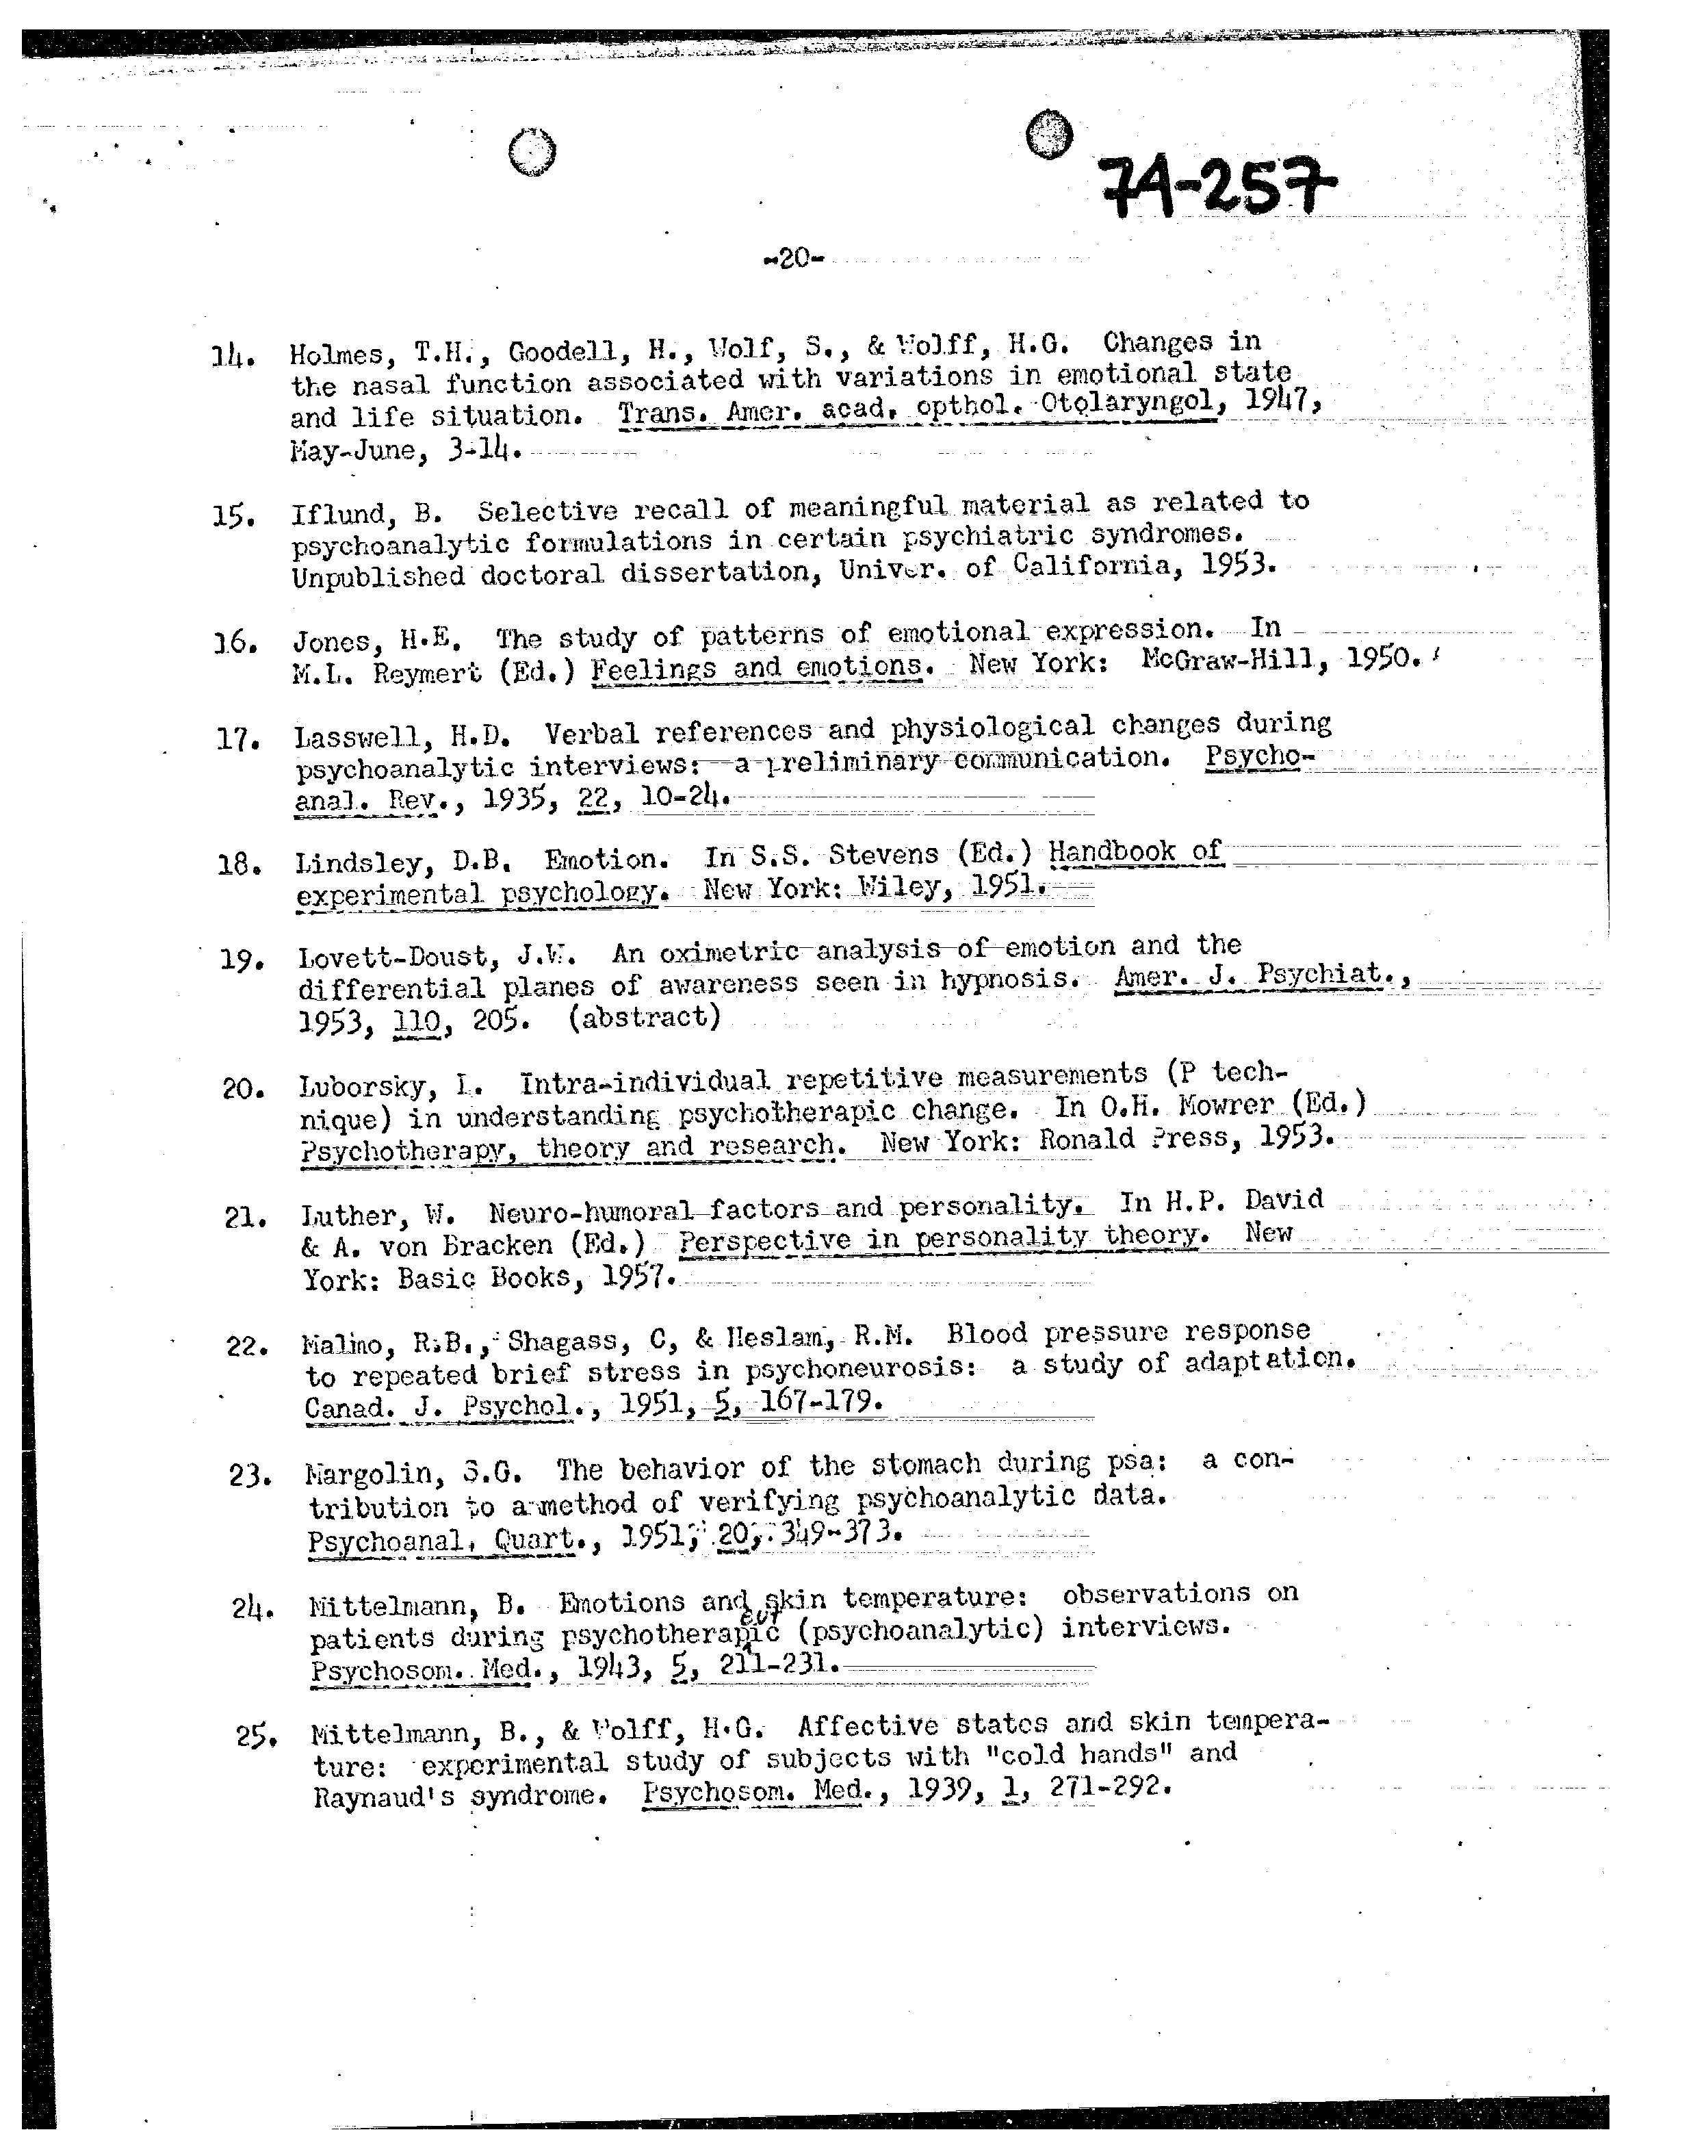 74-257
-20-
14. Holmes, T.H., Goodell, H., Wolf, S., & Wolff, H.G. Changes in
the nasal function associated with variations in emotional state
and life situation. Trans. Amer. acad. opthol. Otolaryngol, 1947,
May-June, 3-14.
15. Iflund, B. Selective recall of meaningful material as related to
psychoanalytic formulations in certain psychiatric syndromes.
Unpublished doctoral dissertation, Univer. of California, 1953.
16. Jones, H.E. The study of patterns of emotional expression. In
M.L. Reymert (Ed.) Feelings and emotions. New York: McGraw-Hill, 1950.
17. Lasswell, H.D. Verbal references and physiological changes during
psychoanalytic interviews: a preliminary communication. Psycho-
anal. Rev., 1935, 22, 10-24.
18. Lindsley, D.B. Emotion. In S.S. Stevens (Ed.) Handbook of
experimental psychology. New York: Wiley, 1951.
19. Lovett-Doust, J.W. An oximetric analysis of emotion and the
differential planes of awareness seen in hypnosis. Amer. J. Psychiat.,
1953, 110, 205. (abstract)
20. Luborsky, L. Intra-individual repetitive measurements (P tech-
nique) in understanding psychotherapic change. In O.H. Mowrer (Ed.)
Psychotherapy, theory and research. New York: Ronald Press, 1953.
21. Luther, W. Neuro-humoral factors and personality. In H.P. David
& A. von Bracken (Ed.) Perspective in personality theory. New
York: Basic Books, 1957.
22. Malmo, R.B., Shagass, C, & Heslam, R.M. Blood pressure response
to repeated brief stress in psychoneurosis: a study of adaptation.
Canad. J. Psychol., 1951, 5, 167-179.
23. Margolin, S.G. The behavior of the stomach during psa: a con-
tribution to a method of verifying psychoanalytic data.
Psychoanal. Quart., 1951, 20, 349-373.
24. Mittelmann, B. Emotions and skin temperature: observations on
patients during psychotherapeutic (psychoanalytic) interviews.
Psychosom. Med., 1943, 5, 211-231.
25. Mittelmann, B., & Wolff, H.G. Affective states and skin tempera-
ture: experimental study of subjects with "cold hands" and
Raynaud's syndrome. Psychosom. Med., 1939, 1, 271-292.